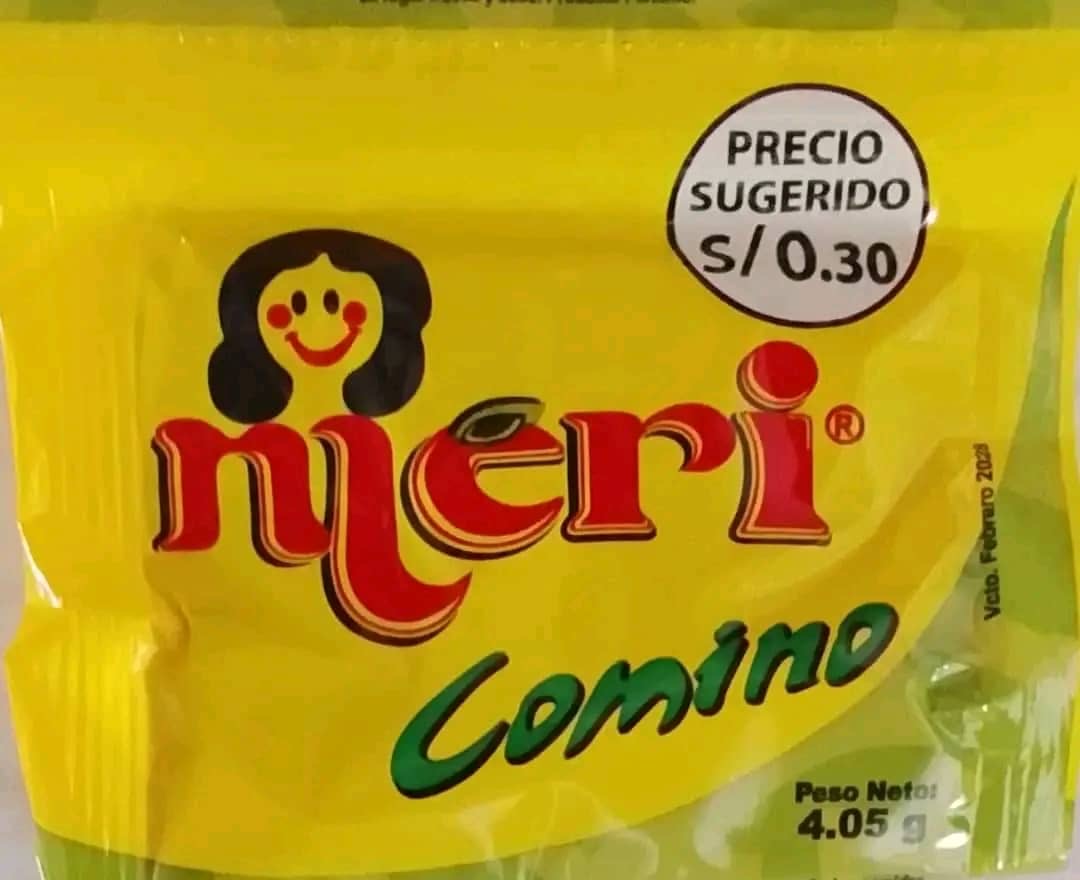 PRECIO
SUGERIDO
S/0.30
meri®
Comino
Vcto. Febrero 2028
Peso Neto:
4.05 g